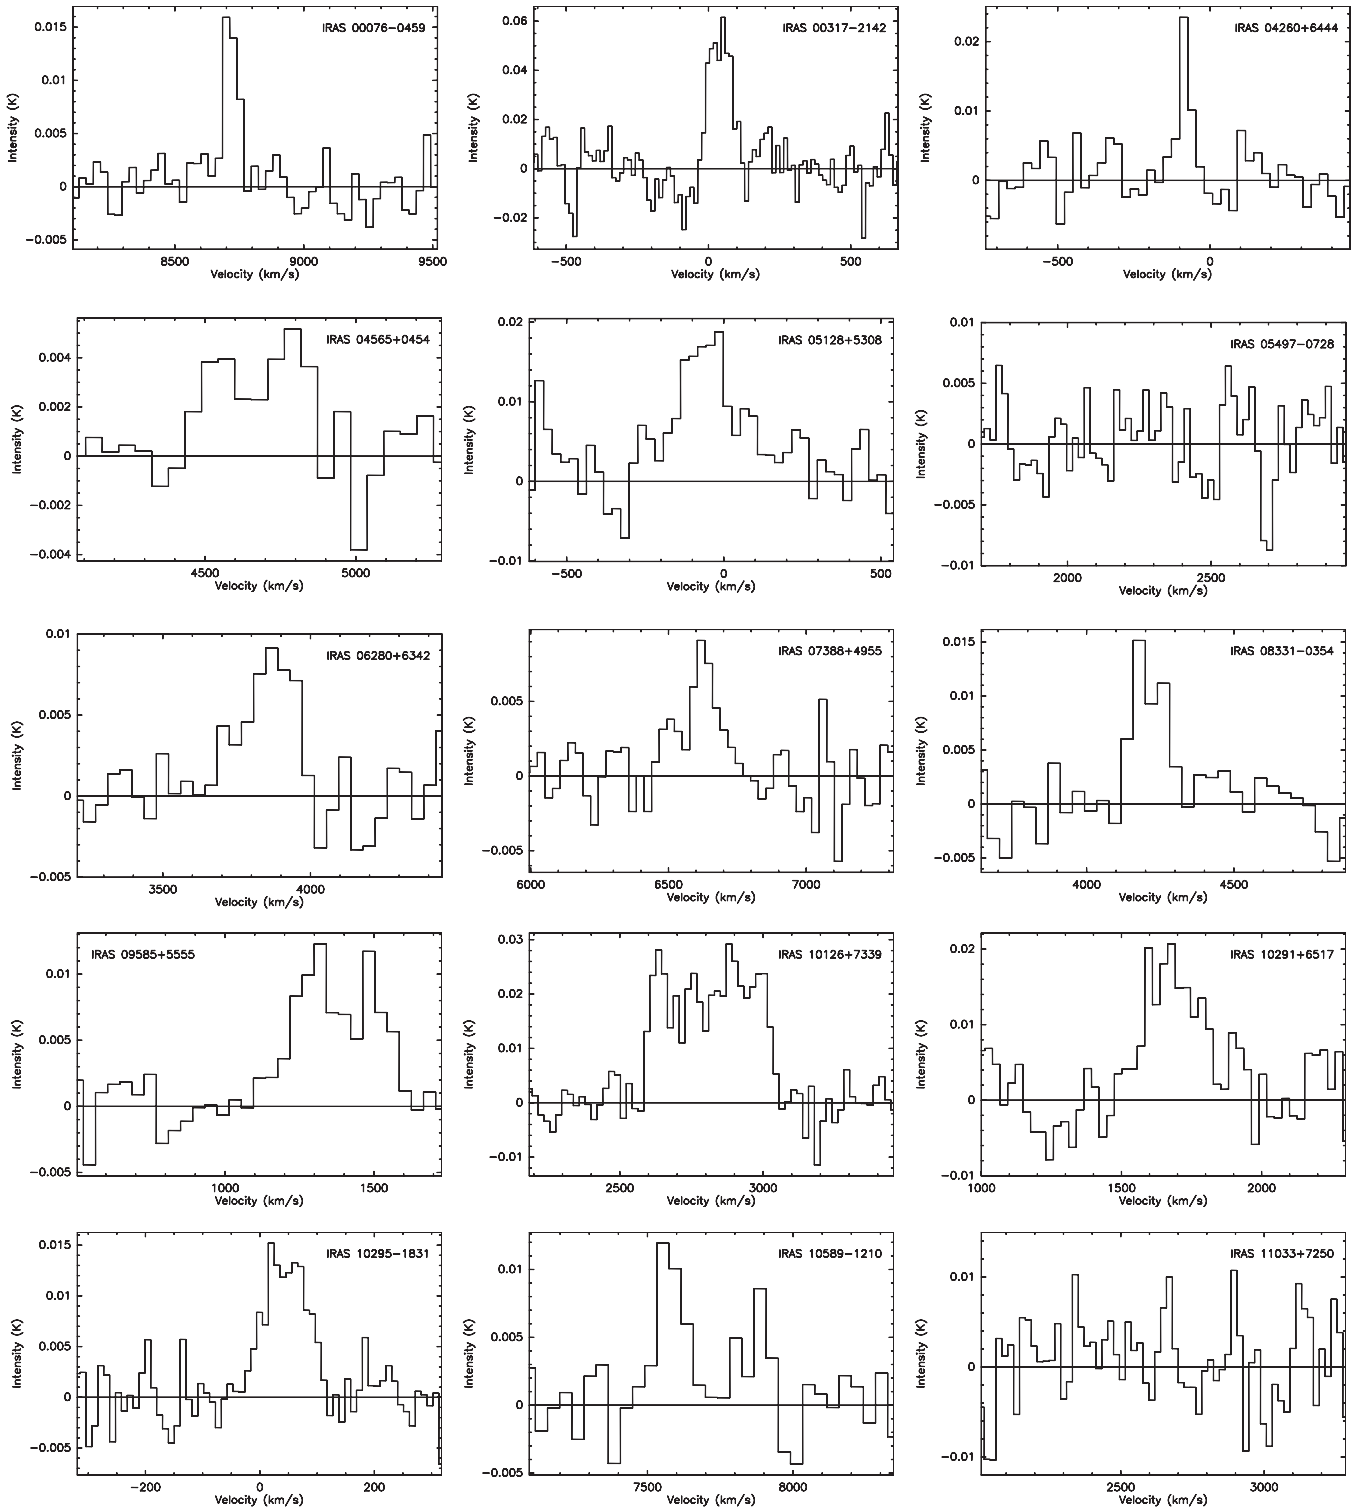 IRAS 00076−0459
0.015
0.01
0.005
0
−0.005
Intensity (K)
8500 9000 9500
Velocity (km/s)
IRAS 00317−2142
0.06
0.04
0.02
0
−0.02
Intensity (K)
−500 0 500
Velocity (km/s)
IRAS 04260+6444
0.02
0.01
0
Intensity (K)
−500 0
Velocity (km/s)
IRAS 04565+0454
0.004
0.002
0
−0.002
−0.004
Intensity (K)
4500 5000
Velocity (km/s)
IRAS 05128+5308
0.02
0.01
0
−0.01
Intensity (K)
−500 0 500
Velocity (km/s)
IRAS 05497−0728
0.01
0.005
0
−0.005
−0.01
Intensity (K)
2000 2500
Velocity (km/s)
IRAS 06280+6342
0.01
0.005
0
−0.005
Intensity (K)
3500 4000
Velocity (km/s)
IRAS 07388+4955
0.005
0
−0.005
Intensity (K)
6000 6500 7000
Velocity (km/s)
IRAS 08331−0354
0.015
0.01
0.005
0
−0.005
Intensity (K)
4000 4500
Velocity (km/s)
IRAS 09585+5555
0.01
0.005
0
−0.005
Intensity (K)
1000 1500
Velocity (km/s)
IRAS 10126+7339
0.03
0.02
0.01
0
−0.01
Intensity (K)
2500 3000
Velocity (km/s)
IRAS 10291+6517
0.02
0.01
0
−0.01
Intensity (K)
1000 1500 2000
Velocity (km/s)
IRAS 10295−1831
0.015
0.01
0.005
0
−0.005
Intensity (K)
−200 0 200
Velocity (km/s)
IRAS 10589−1210
0.01
0.005
0
−0.005
Intensity (K)
7500 8000
Velocity (km/s)
IRAS 11033+7250
0.01
0
−0.01
Intensity (K)
2500 3000
Velocity (km/s)